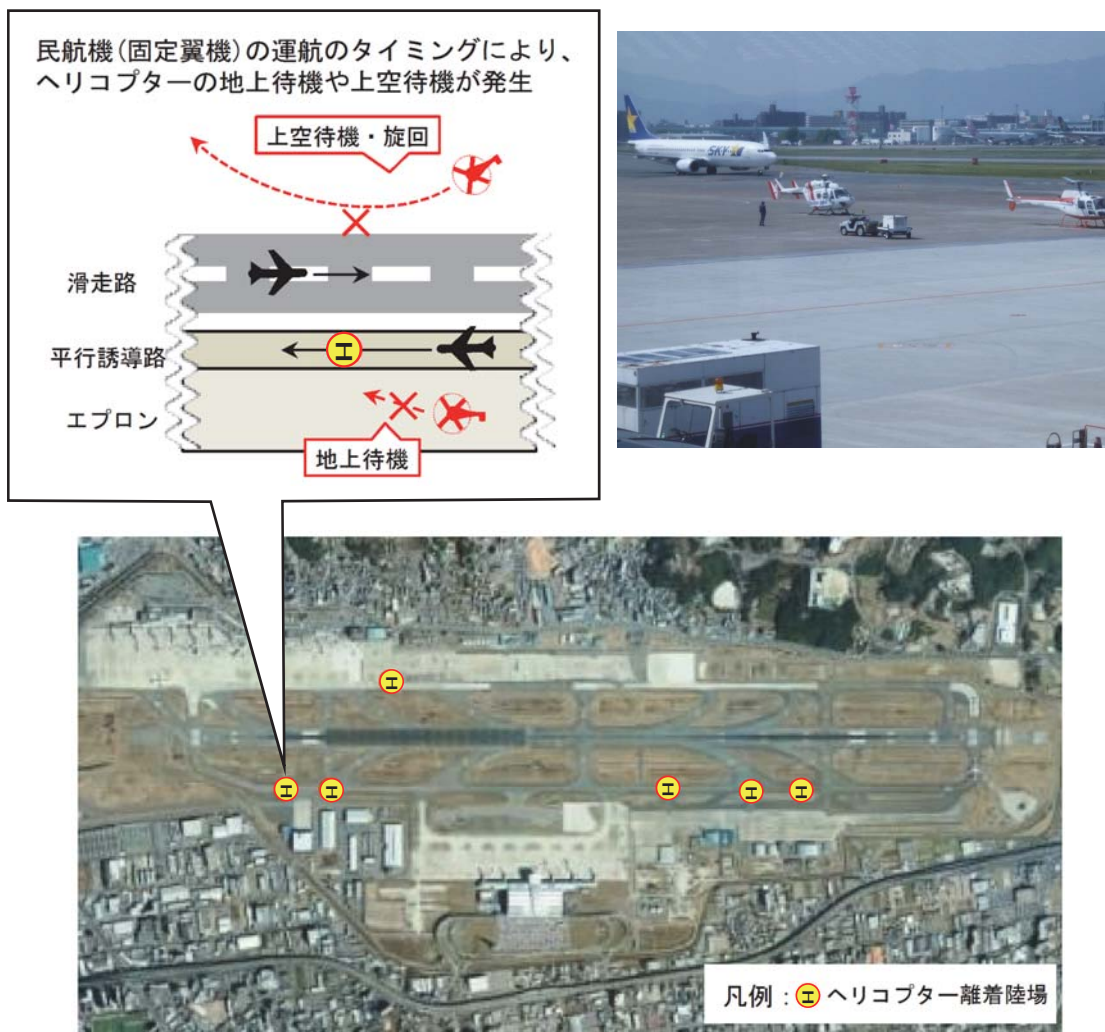 民航機(固定翼機)の運航のタイミングにより、
ヘリコプターの地上待機や上空待機が発生
上空待機・旋回
滑走路
平行誘導路
H
エプロン
地上待機
SKY
H
H
H
H
H
H
凡例：H ヘリコプター離着陸場